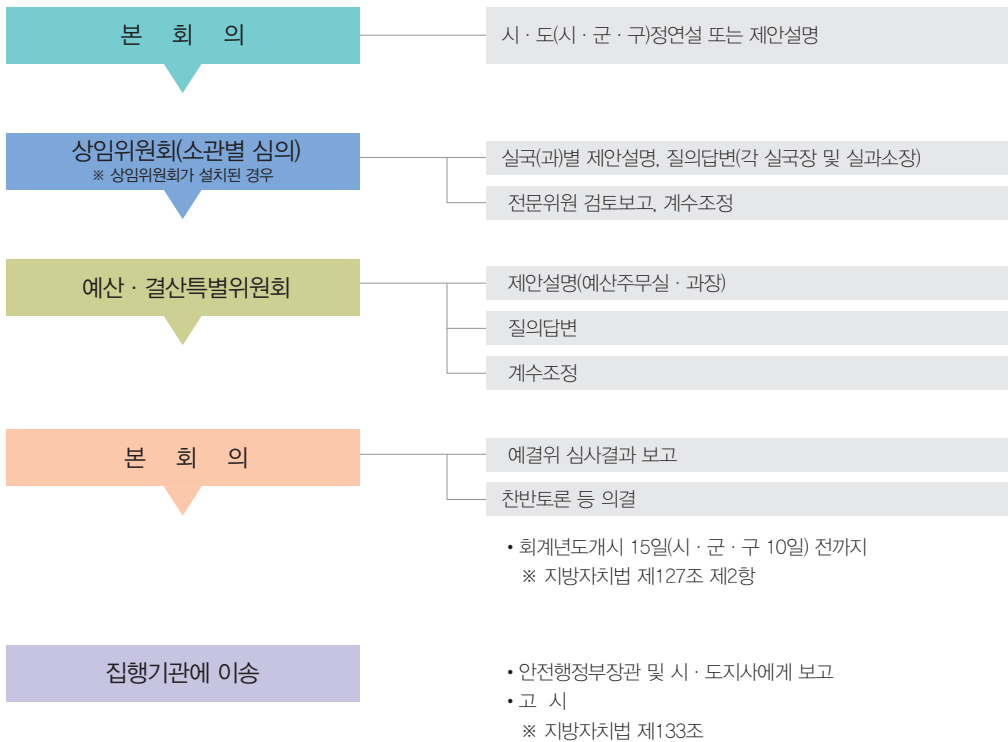 본 회 의
시 · 도(시 · 군 · 구)정연설 또는 제안설명
상임위원회(소관별 심의)
※ 상임위원회가 설치된 경우
실국(과)별 제안설명, 질의답변(각 실국장 및 실과소장)
전문위원 검토보고, 계수조정
예산 · 결산특별위원회
제안설명(예산주무실 · 과장)
질의답변
계수조정
본 회 의
예결위 심사결과 보고
찬반토론 등 의결
• 회계년도개시 15일(시 · 군 · 구 10일) 전까지
※ 지방자치법 제127조 제2항
집행기관에 이송
• 안전행정부장관 및 시 · 도지사에게 보고
• 고 시
※ 지방자치법 제133조